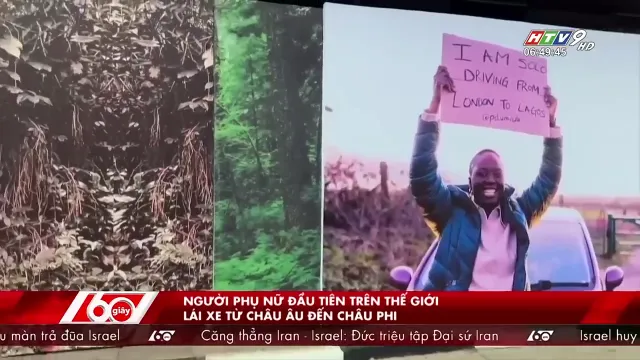 HTV9 HD
06:49:45
I AM SOLO
DRIVING FROM
LONDON TO LAGOS
60 giây
NGƯỜI PHỤ NỮ ĐẦU TIÊN TRÊN THẾ GIỚI
LÁI XE TỪ CHÂU ÂU ĐẾN CHÂU PHI
màn trả đũa Israel Căng thẳng Iran - Israel: Đức triệu tập Đại sứ Iran Israel huy